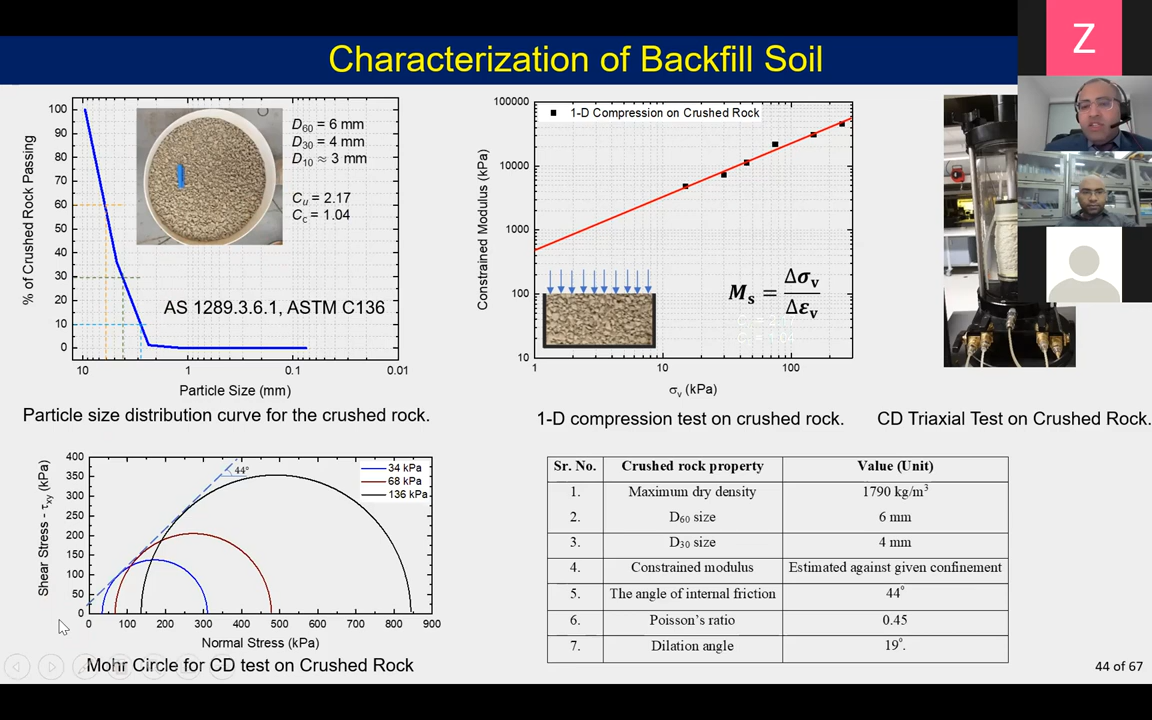 Characterization of Backfill Soil
Z
% of Crushed Rock Passing
100
90
80
70
60
50
40
30
20
10
0
10
1
0.1
0.01
Particle Size (mm)
D60 = 6 mm
D30 = 4 mm
D10 ≈ 3 mm
Cu = 2.17
Cc = 1.04
AS 1289.3.6.1, ASTM C136
Particle size distribution curve for the crushed rock.
Constrained Modulus (kPa)
100000
10000
1000
100
10
1
10
100
σv (kPa)
1-D Compression on Crushed Rock
Ms = Δσv / Δεv
1-D compression test on crushed rock.
CD Triaxial Test on Crushed Rock.
Shear Stress - τxy (kPa)
400
350
300
250
200
150
100
50
0
0
100
200
300
400
500
600
700
800
900
Normal Stress (kPa)
44°
34 kPa
68 kPa
136 kPa
Mohr Circle for CD test on Crushed Rock
Sr. No. Crushed rock property Value (Unit)
1. Maximum dry density 1790 kg/m³
2. D60 size 6 mm
3. D30 size 4 mm
4. Constrained modulus Estimated against given confinement
5. The angle of internal friction 44°
6. Poisson's ratio 0.45
7. Dilation angle 19°.
44 of 67